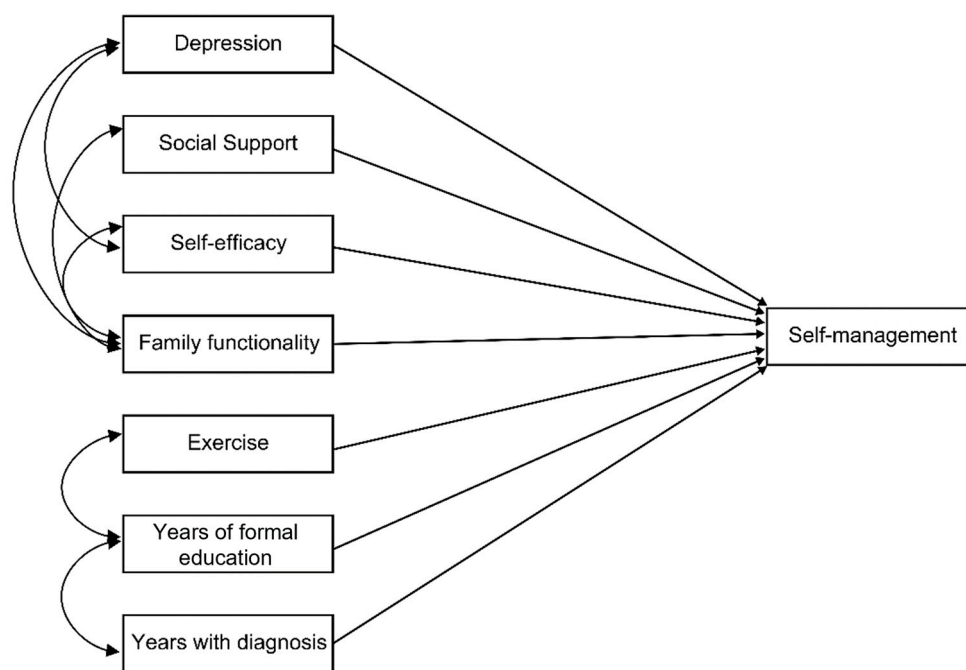 Depression
Social Support
Self-efficacy
Family functionality
Self-management
Exercise
Years of formal
education
Years with diagnosis